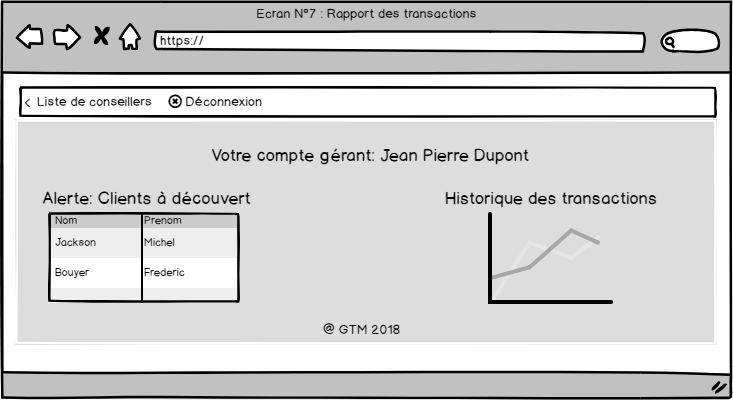 Ecran N°7 : Rapport des transactions
https://
Liste de conseillers Déconnexion
Votre compte gérant: Jean Pierre Dupont
Alerte: Clients à découvert
Historique des transactions
Nom Prenom
Jackson Michel
Bouyer Frederic
@ GTM 2018